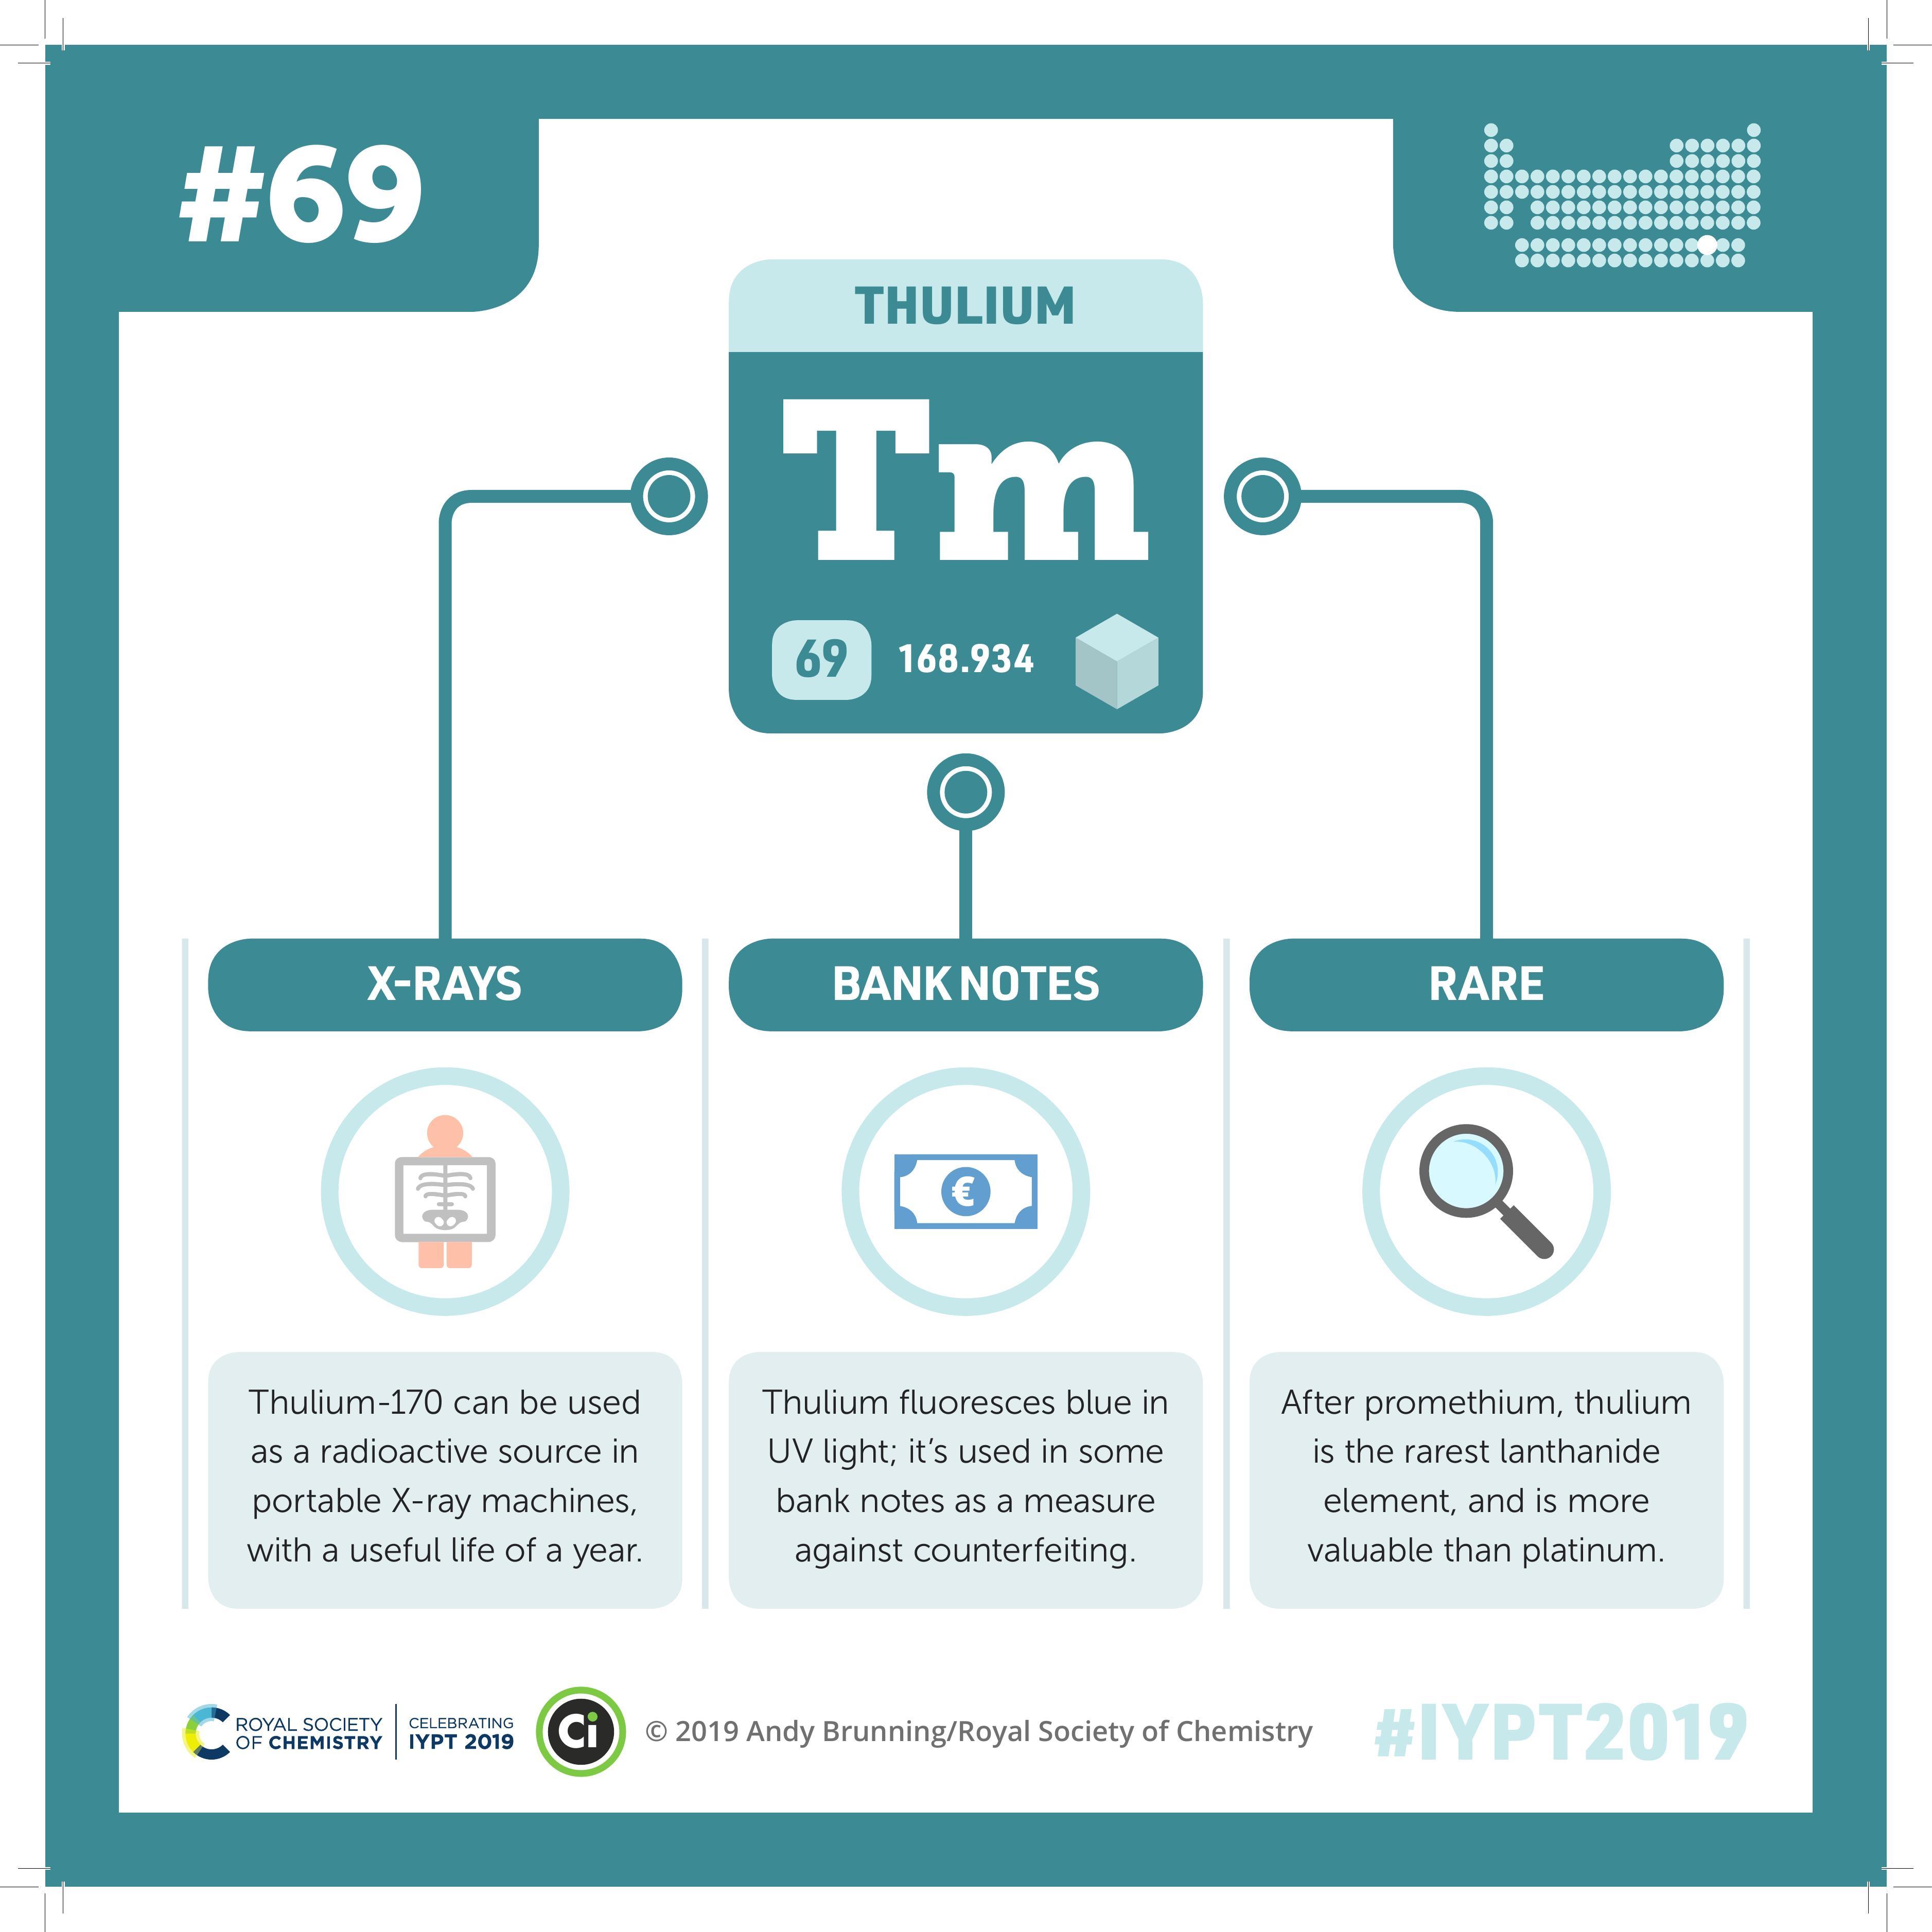 #69
THULIUM
Tm
69 168.934
X-RAYS
Thulium-170 can be used
as a radioactive source in
portable X-ray machines,
with a useful life of a year.
BANK NOTES
€
Thulium fluoresces blue in
UV light; it’s used in some
bank notes as a measure
against counterfeiting.
RARE
After promethium, thulium
is the rarest lanthanide
element, and is more
valuable than platinum.
ROYAL SOCIETY
OF CHEMISTRY
CELEBRATING
IYPT 2019
Ci
© 2019 Andy Brunning/Royal Society of Chemistry
#IYPT2019